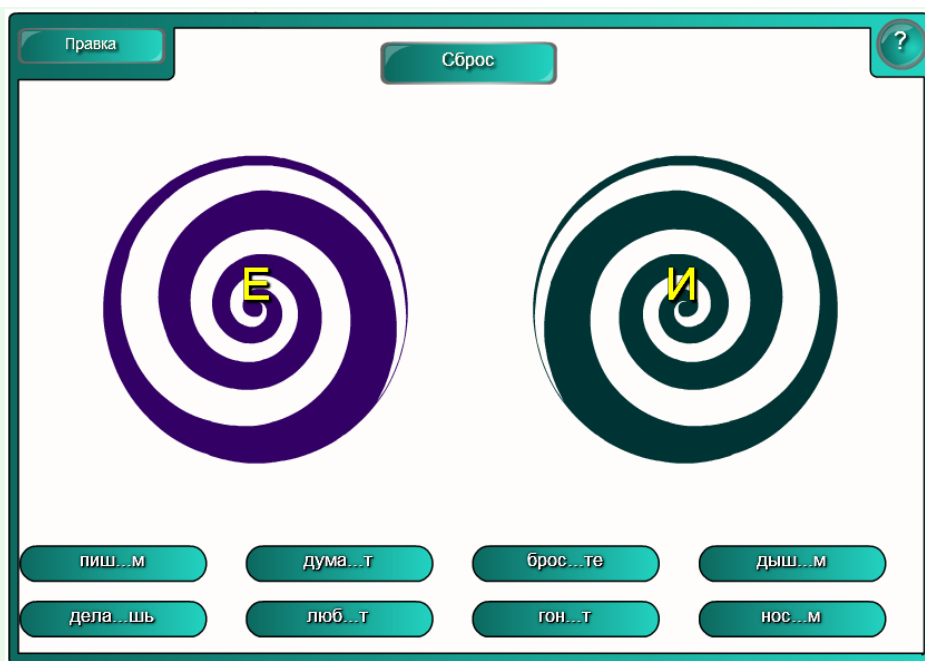 Правка
Сброс
?
Е
И
пиш...м
дума...т
брос...те
дыш...м
дела...шь
люб...т
гон...т
нос...м